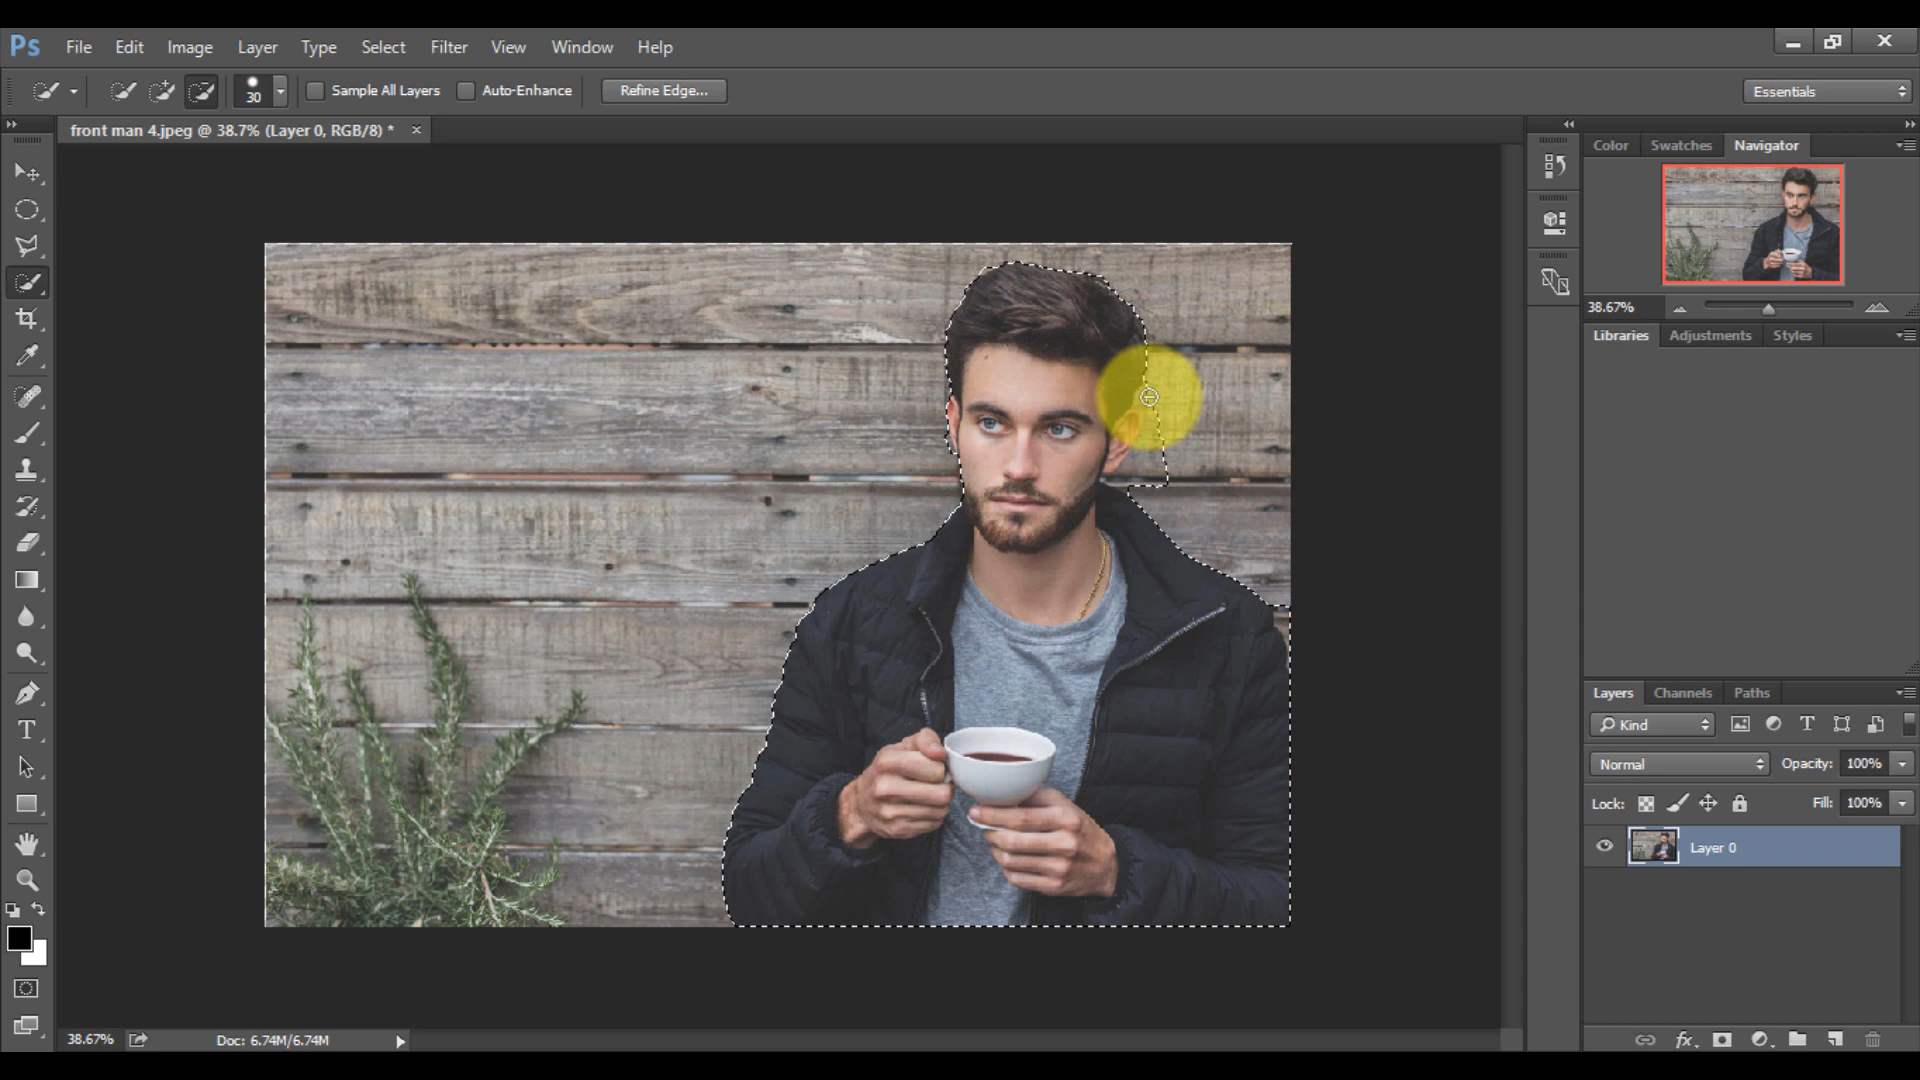 Ps File Edit Image Layer Type Select Filter View Window Help
30 Sample All Layers Auto-Enhance Refine Edge... Essentials
front man 4.jpeg @ 38.7% (Layer 0, RGB/8) * ×
Color Swatches Navigator
38.67%
Libraries Adjustments Styles
Layers Channels Paths
Kind
Normal Opacity: 100%
Lock: Fill: 100%
Layer 0
fx
38.67% Doc: 6.74M/6.74M